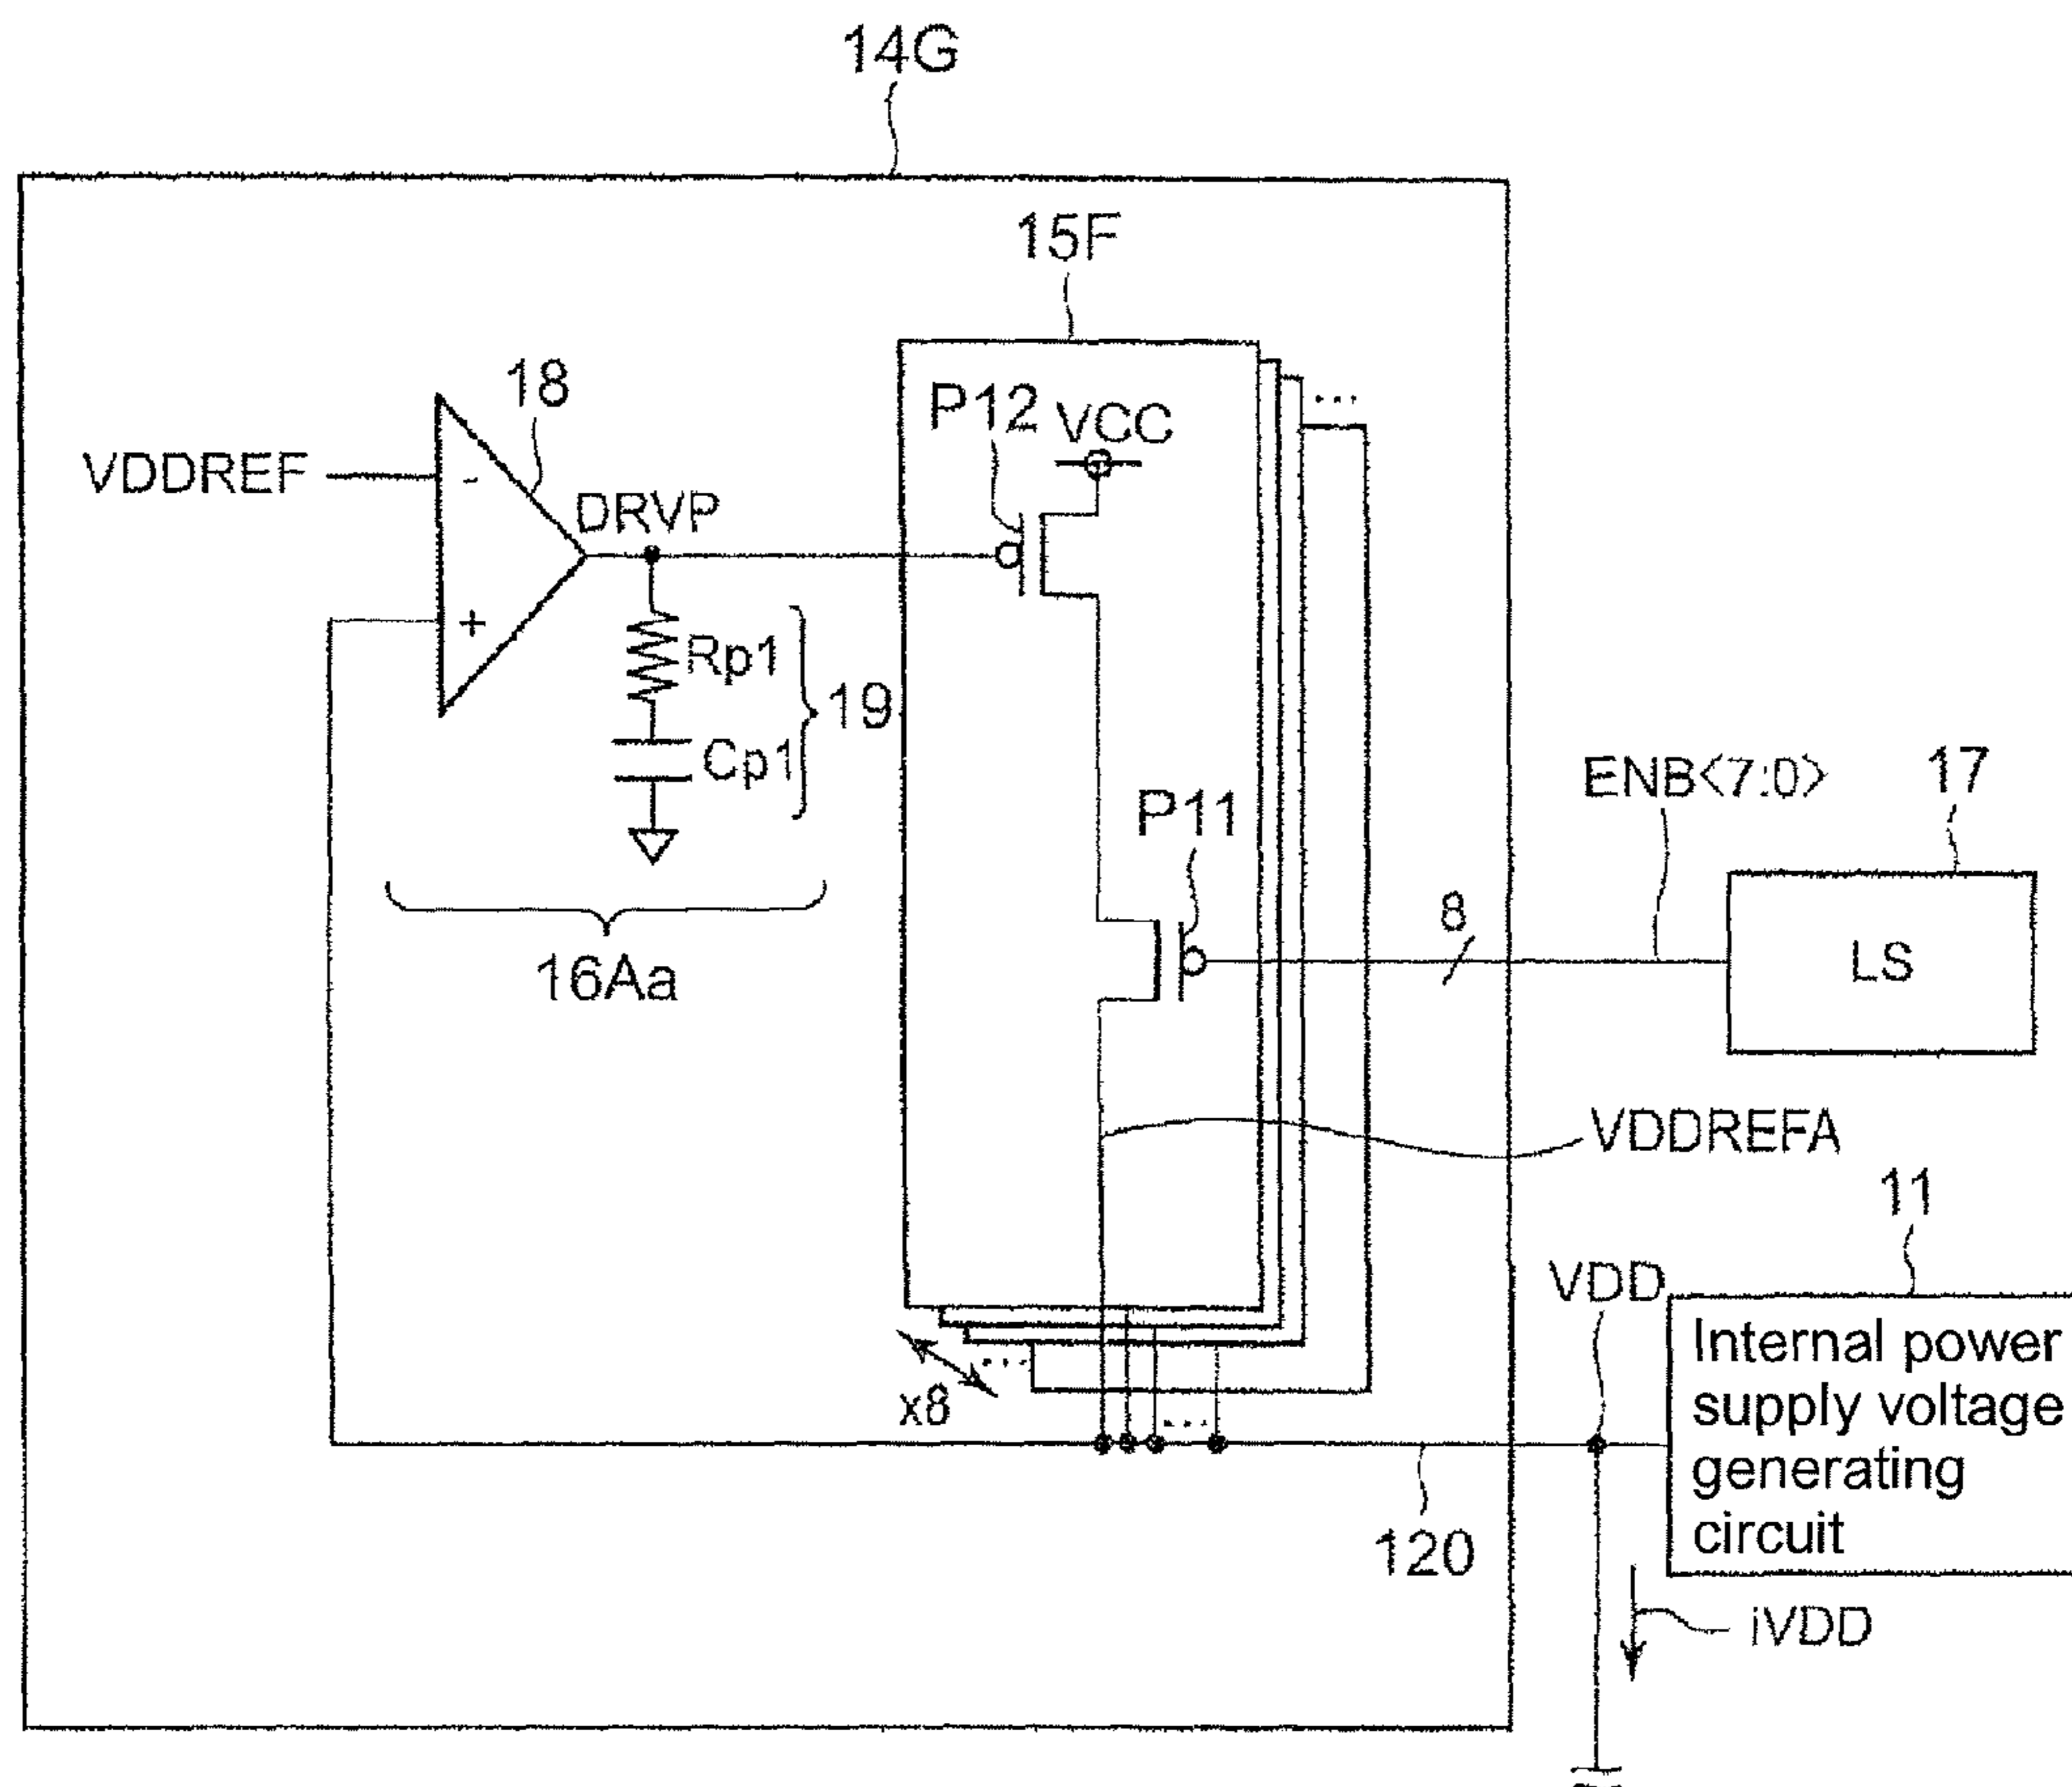 14G
15F
18
P12
VCC
...
VDDREF
-
DRVP
+
Rp1
19
Cp1
ENB<7:0>
17
P11
8
LS
16Aa
VDDREFA
11
VDD
Internal power
supply voltage
generating
circuit
...
x8
...
120
iVDD